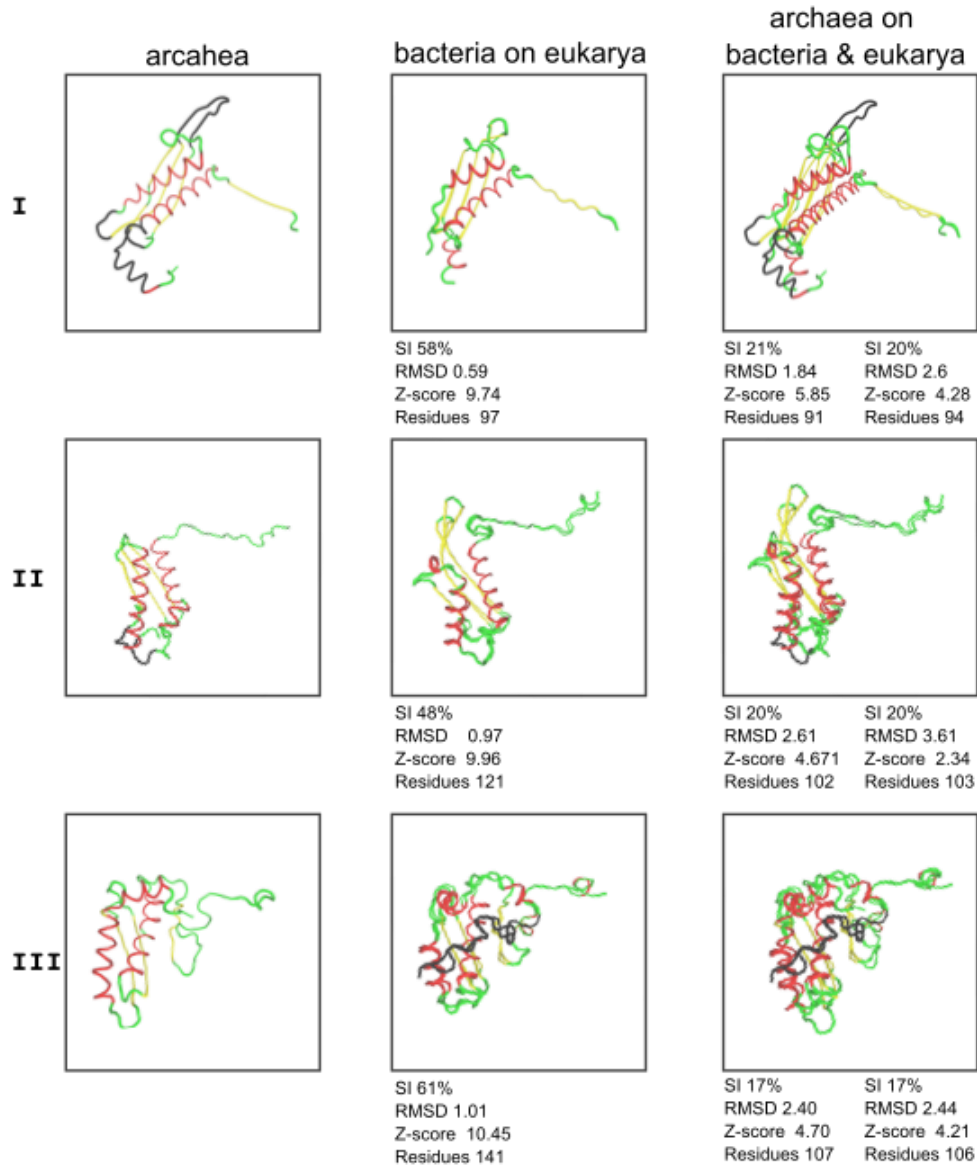 arcahea
bacteria on eukarya
archaea on
bacteria & eukarya
I
SI 58%
RMSD 0.59
Z-score 9.74
Residues 97
SI 21% SI 20%
RMSD 1.84 RMSD 2.6
Z-score 5.85 Z-score 4.28
Residues 91 Residues 94
II
SI 48%
RMSD 0.97
Z-score 9.96
Residues 121
SI 20% SI 20%
RMSD 2.61 RMSD 3.61
Z-score 4.671 Z-score 2.34
Residues 102 Residues 103
III
SI 61%
RMSD 1.01
Z-score 10.45
Residues 141
SI 17% SI 17%
RMSD 2.40 RMSD 2.44
Z-score 4.70 Z-score 4.21
Residues 107 Residues 106